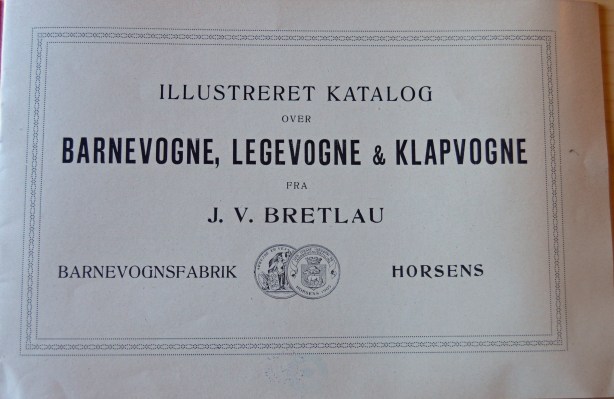 ILLUSTRERET KATALOG
OVER
BARNEVOGNE, LEGEVOGNE & KLAPVOGNE
FRA
J. V. BRETLAU
BARNEVOGNSFABRIK HORSENS